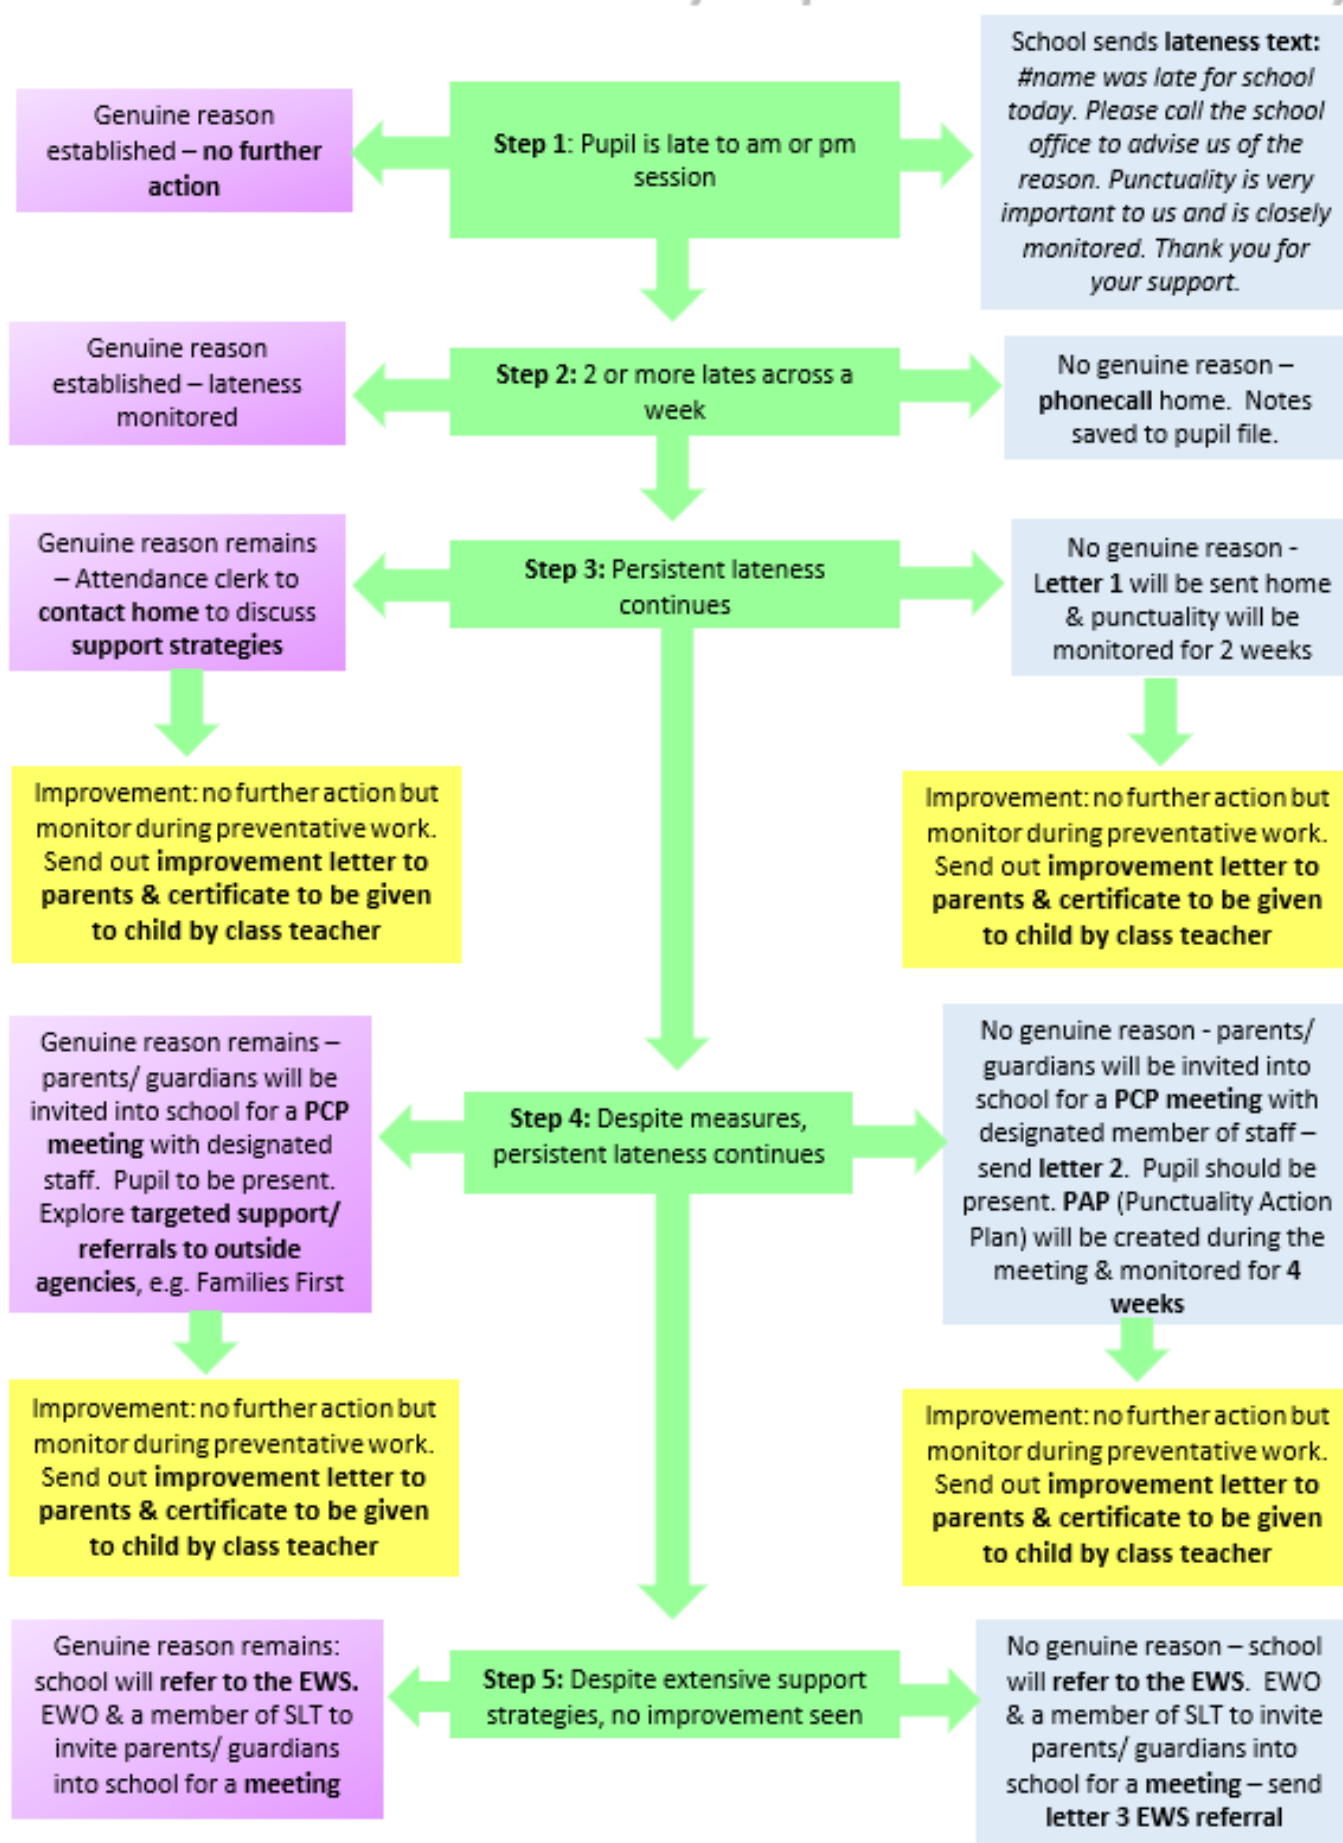 Genuine reason
established – no further
action
Step 1: Pupil is late to am or pm
session
School sends lateness text:
#name was late for school
today. Please call the school
office to advise us of the
reason. Punctuality is very
important to us and is closely
monitored. Thank you for
your support.
Genuine reason
established – lateness
monitored
Step 2: 2 or more lates across a
week
No genuine reason –
phonecall home.  Notes
saved to pupil file.
Genuine reason remains
– Attendance clerk to
contact home to discuss
support strategies
Step 3: Persistent lateness
continues
No genuine reason -
Letter 1 will be sent home
& punctuality will be
monitored for 2 weeks
Improvement: no further action but
monitor during preventative work.
Send out improvement letter to
parents & certificate to be given
to child by class teacher
Improvement: no further action but
monitor during preventative work.
Send out improvement letter to
parents & certificate to be given
to child by class teacher
Genuine reason remains –
parents/ guardians will be
invited into school for a PCP
meeting with designated
staff.  Pupil to be present.
Explore targeted support/
referrals to outside
agencies, e.g. Families First
Step 4: Despite measures,
persistent lateness continues
No genuine reason - parents/
guardians will be invited into
school for a PCP meeting with
designated member of staff –
send letter 2.  Pupil should be
present. PAP (Punctuality Action
Plan) will be created during the
meeting & monitored for 4
weeks
Improvement: no further action but
monitor during preventative work.
Send out improvement letter to
parents & certificate to be given
to child by class teacher
Improvement: no further action but
monitor during preventative work.
Send out improvement letter to
parents & certificate to be given
to child by class teacher
Genuine reason remains:
school will refer to the EWS.
EWO & a member of SLT to
invite parents/ guardians
into school for a meeting
Step 5: Despite extensive support
strategies, no improvement seen
No genuine reason – school
will refer to the EWS.  EWO
& a member of SLT to invite
parents/ guardians into
school for a meeting – send
letter 3 EWS referral